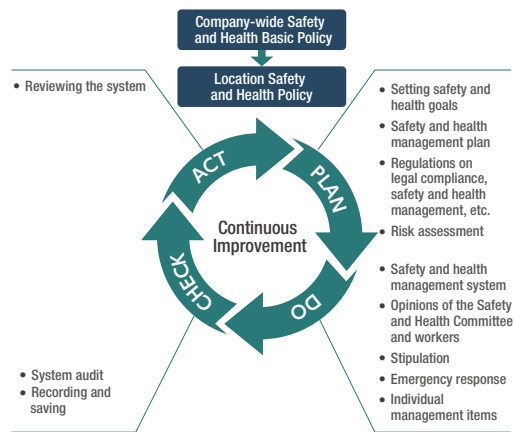 Company-wide Safety
and Health Basic Policy
Location Safety
and Health Policy
• Reviewing the system
• Setting safety and
health goals
• Safety and health
management plan
• Regulations on
legal compliance,
safety and health
management, etc.
• Risk assessment
ACT
PLAN
Continuous
Improvement
CHECK
DO
• Safety and health
management system
• Opinions of the Safety
and Health Committee
and workers
• Stipulation
• Emergency response
• Individual
management items
• System audit
• Recording and
saving